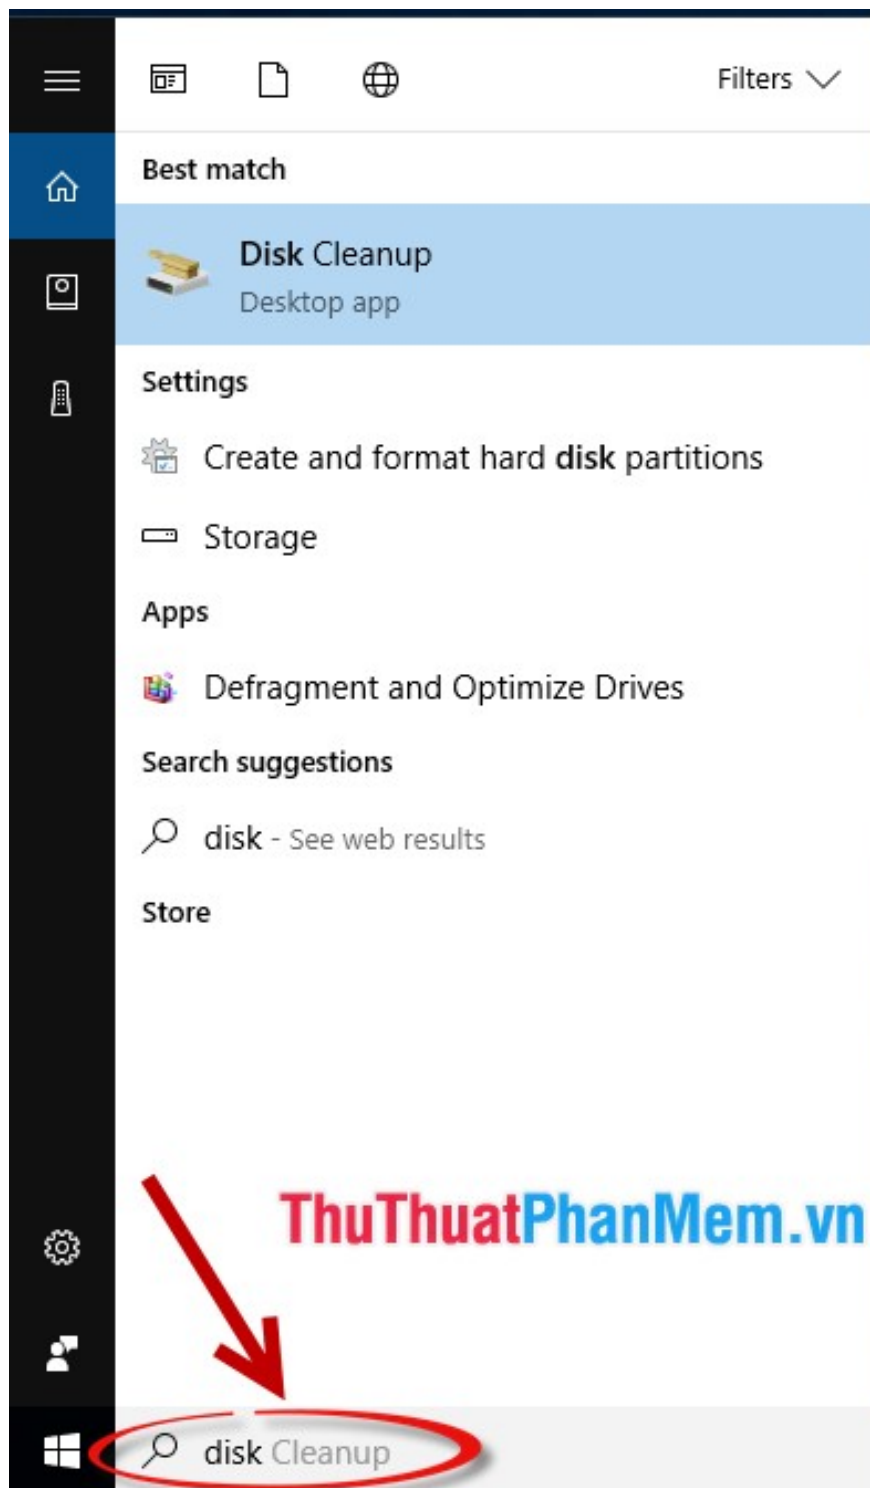 Filters
Best match
Disk Cleanup
Desktop app
Settings
Create and format hard disk partitions
Storage
Apps
Defragment and Optimize Drives
Search suggestions
disk - See web results
Store
ThuThuatPhanMem.vn
disk Cleanup